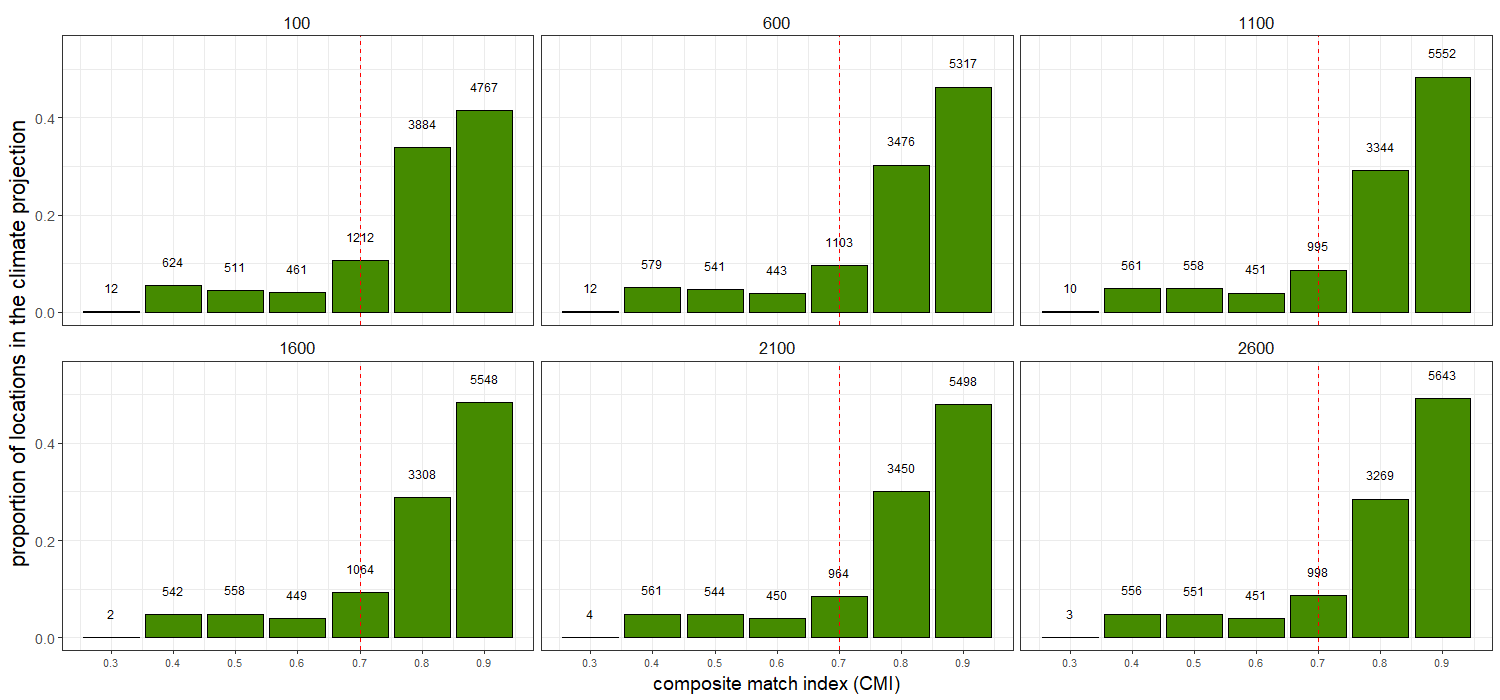 100 600 1100
proportion of locations in the climate projection
0.4
0.2
0.0
12 624 511 461 1212 3884 4767
12 579 541 443 1103 3476 5317
10 561 558 451 995 3344 5552
1600 2100 2600
0.4
0.2
0.0
2 542 558 449 1064 3308 5548
4 561 544 450 964 3450 5498
3 556 551 451 998 3269 5643
0.3 0.4 0.5 0.6 0.7 0.8 0.9
0.3 0.4 0.5 0.6 0.7 0.8 0.9
0.3 0.4 0.5 0.6 0.7 0.8 0.9
composite match index (CMI)